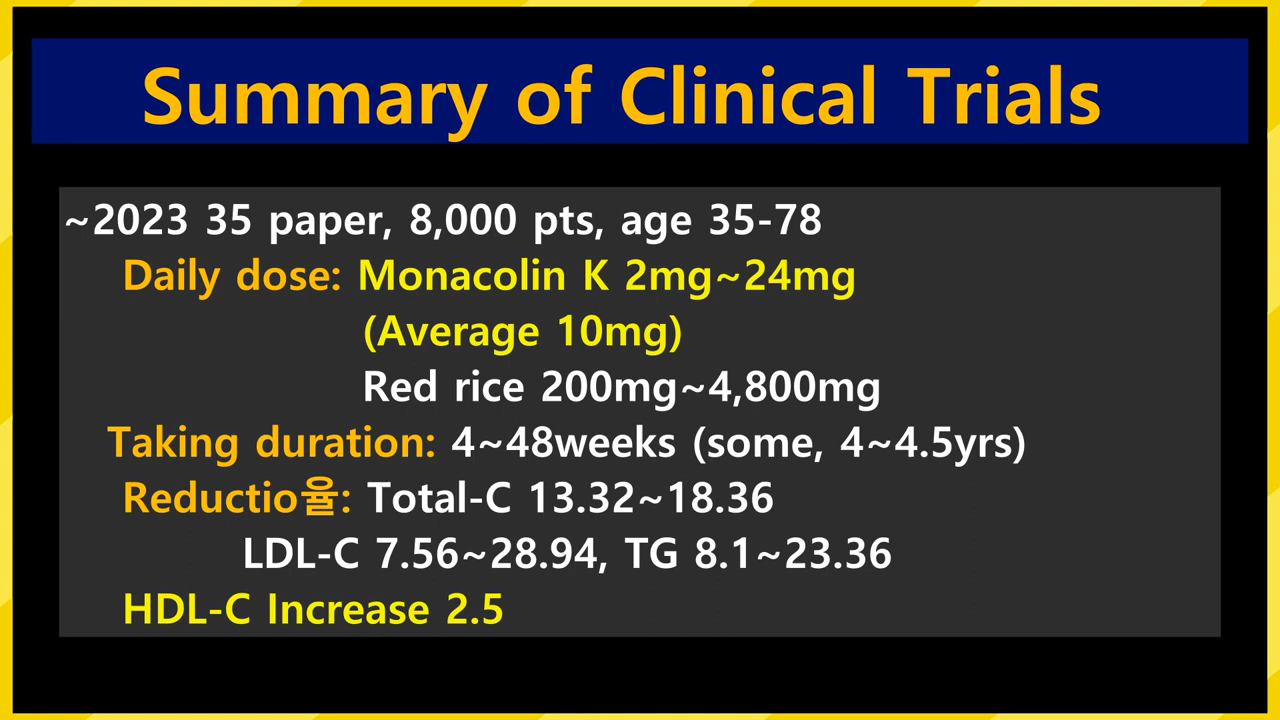 Summary of Clinical Trials
~2023 35 paper, 8,000 pts, age 35-78
Daily dose: Monacolin K 2mg~24mg
(Average 10mg)
Red rice 200mg~4,800mg
Taking duration: 4~48weeks (some, 4~4.5yrs)
Reductio율: Total-C 13.32~18.36
LDL-C 7.56~28.94, TG 8.1~23.36
HDL-C Increase 2.5